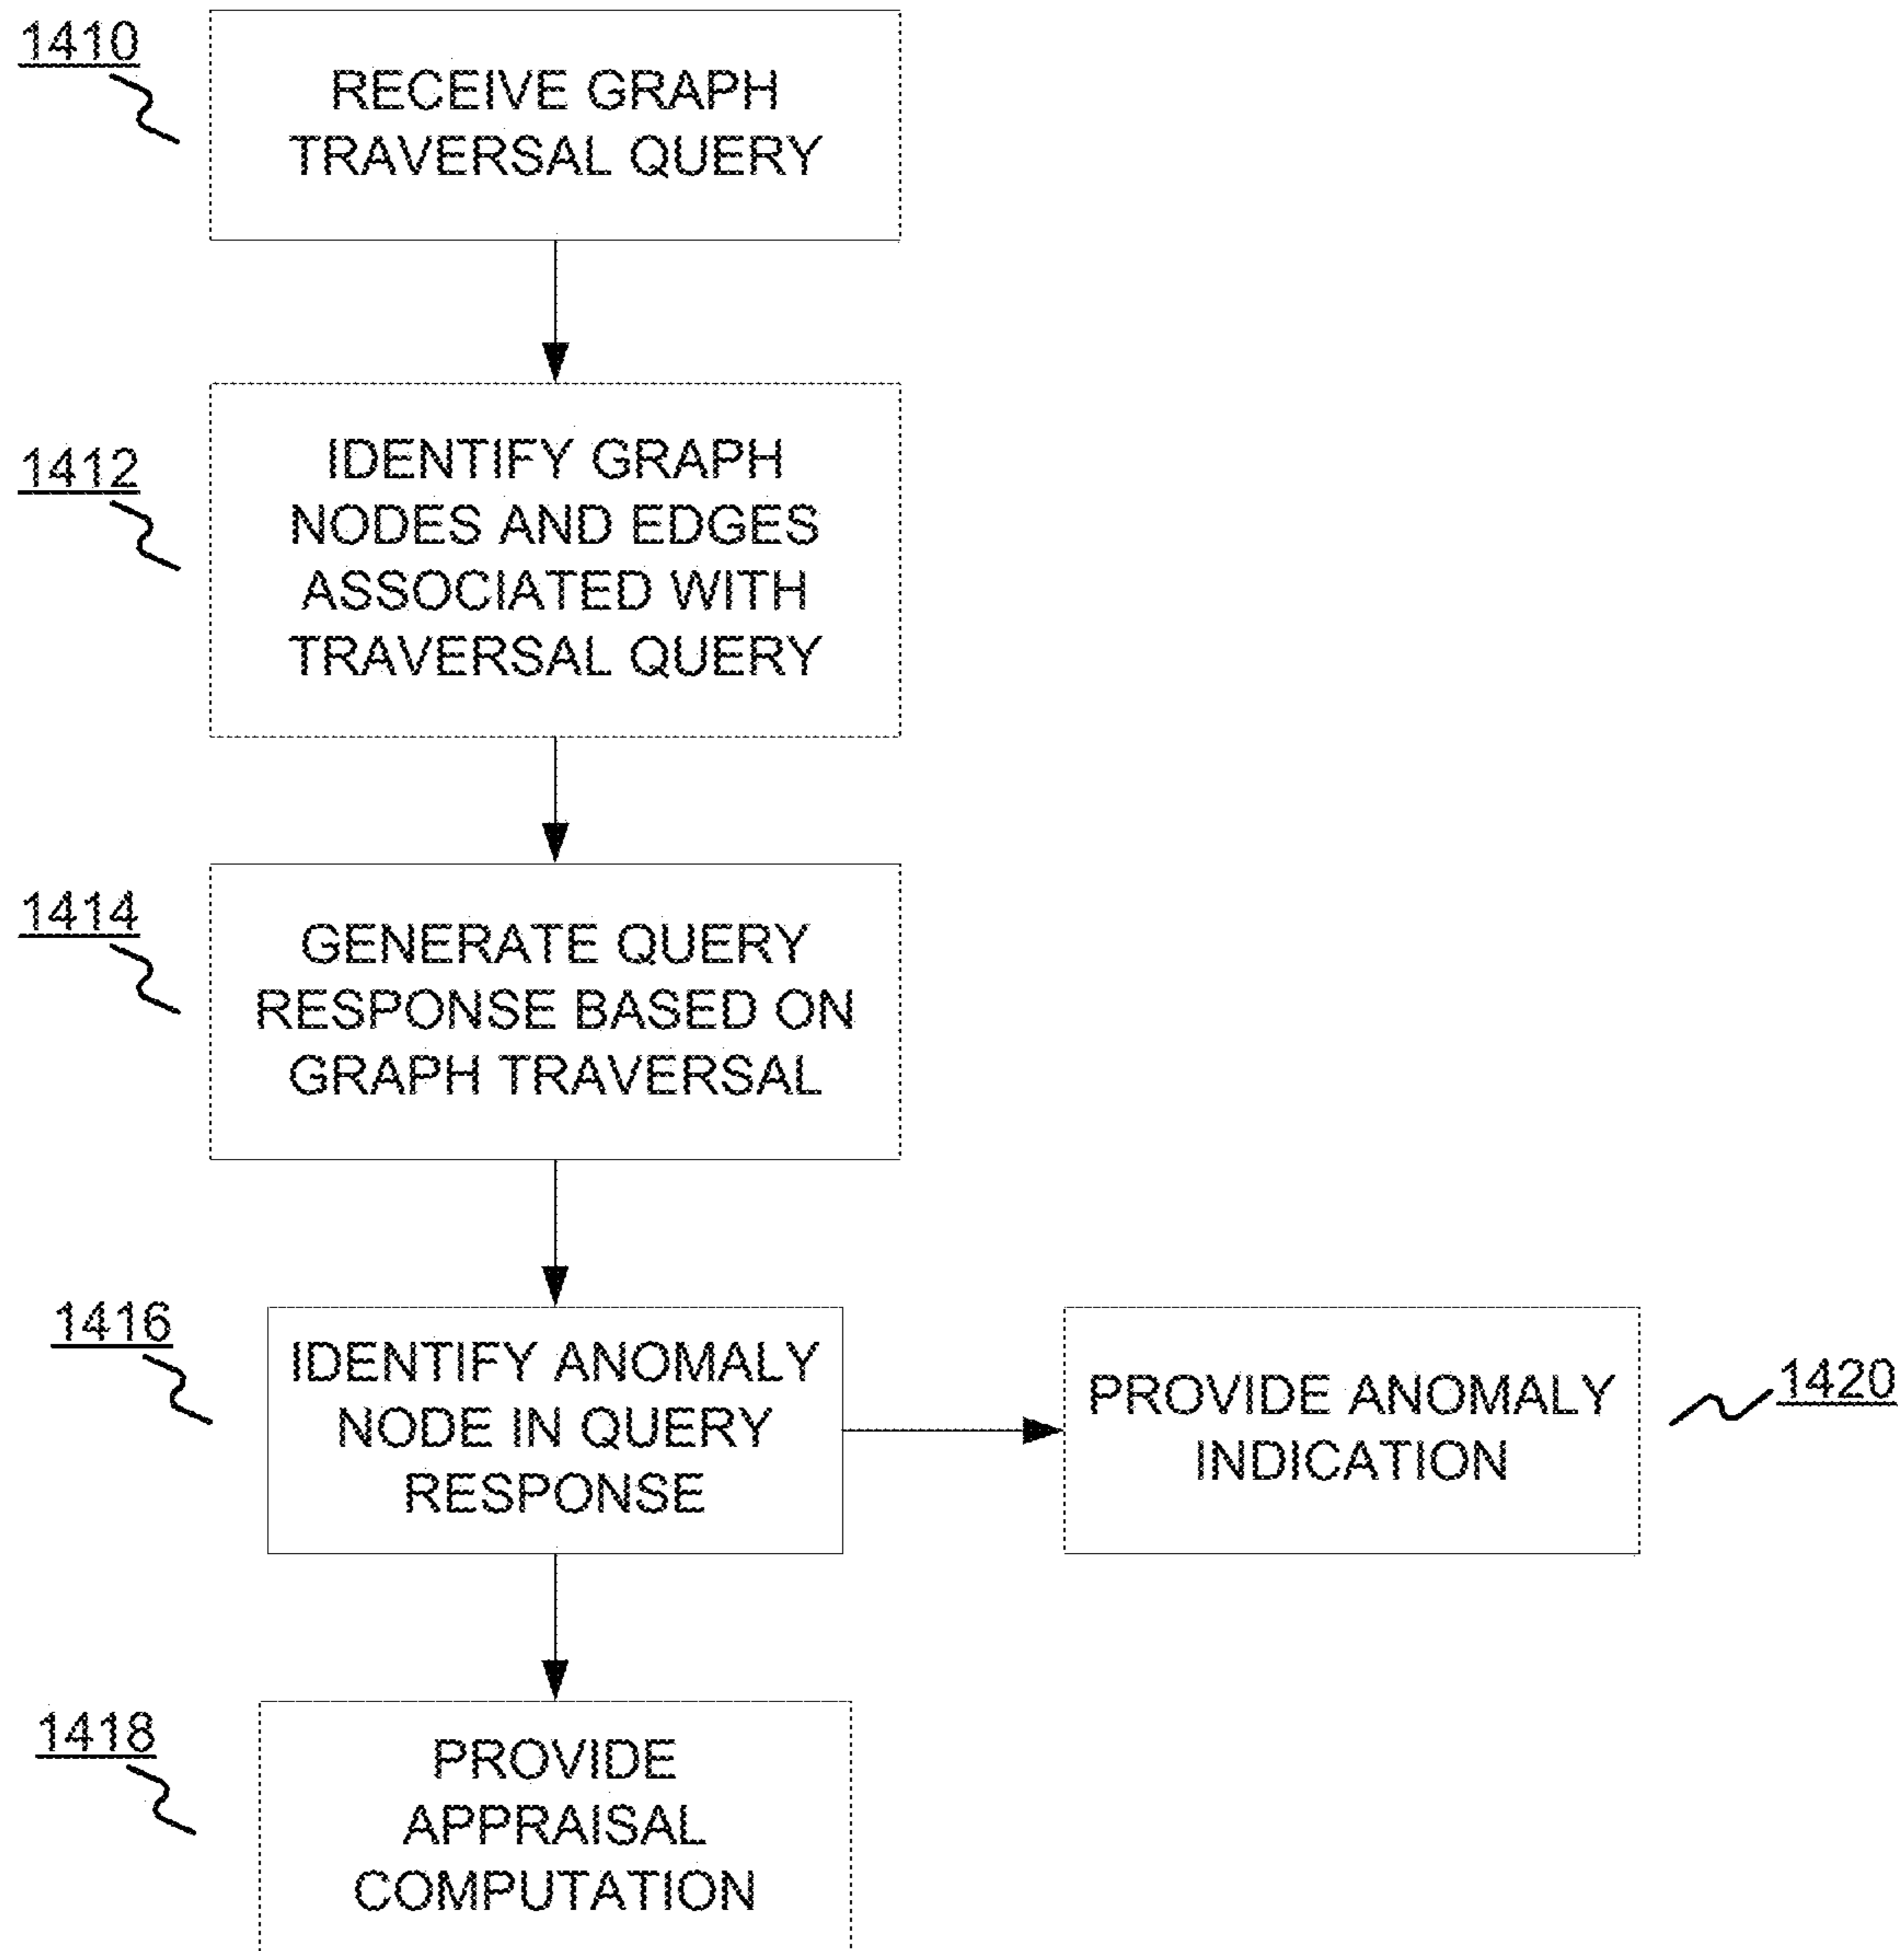 1410
RECEIVE GRAPH
TRAVERSAL QUERY
1412
IDENTIFY GRAPH
NODES AND EDGES
ASSOCIATED WITH
TRAVERSAL QUERY
1414
GENERATE QUERY
RESPONSE BASED ON
GRAPH TRAVERSAL
1416
IDENTIFY ANOMALY
NODE IN QUERY
RESPONSE
PROVIDE ANOMALY
INDICATION
1420
1418
PROVIDE
APPRAISAL
COMPUTATION